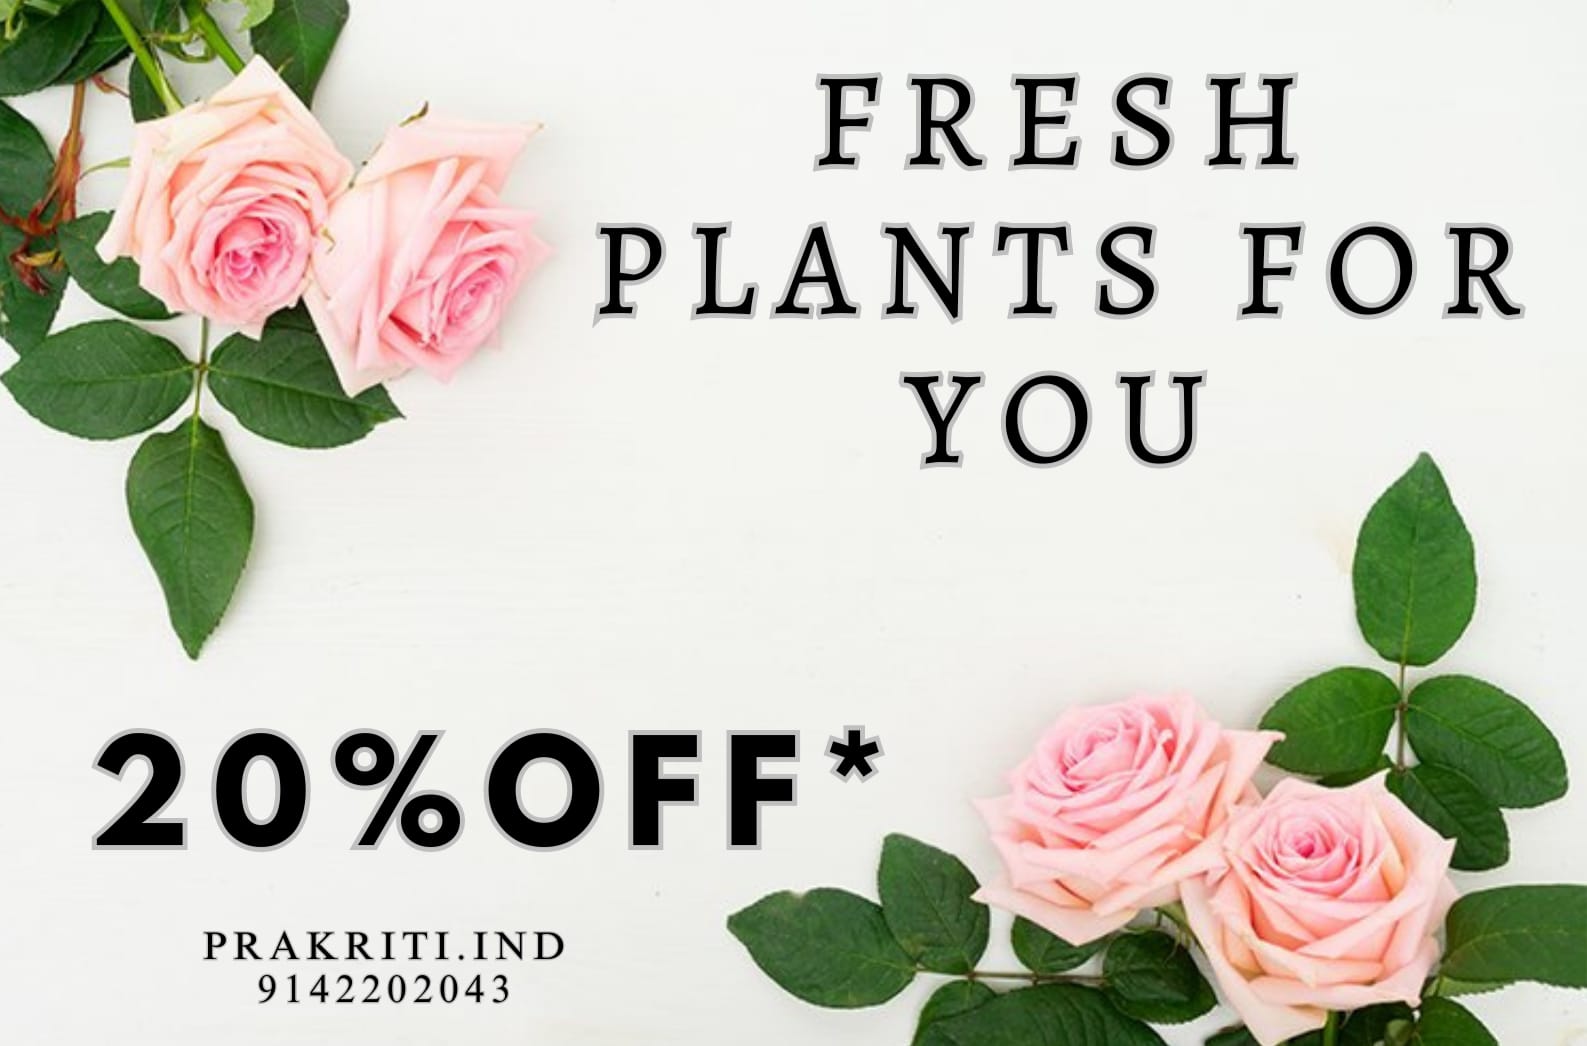 FRESH
PLANTS FOR
YOU
20%OFF*
PRAKRITI.IND
9142202043